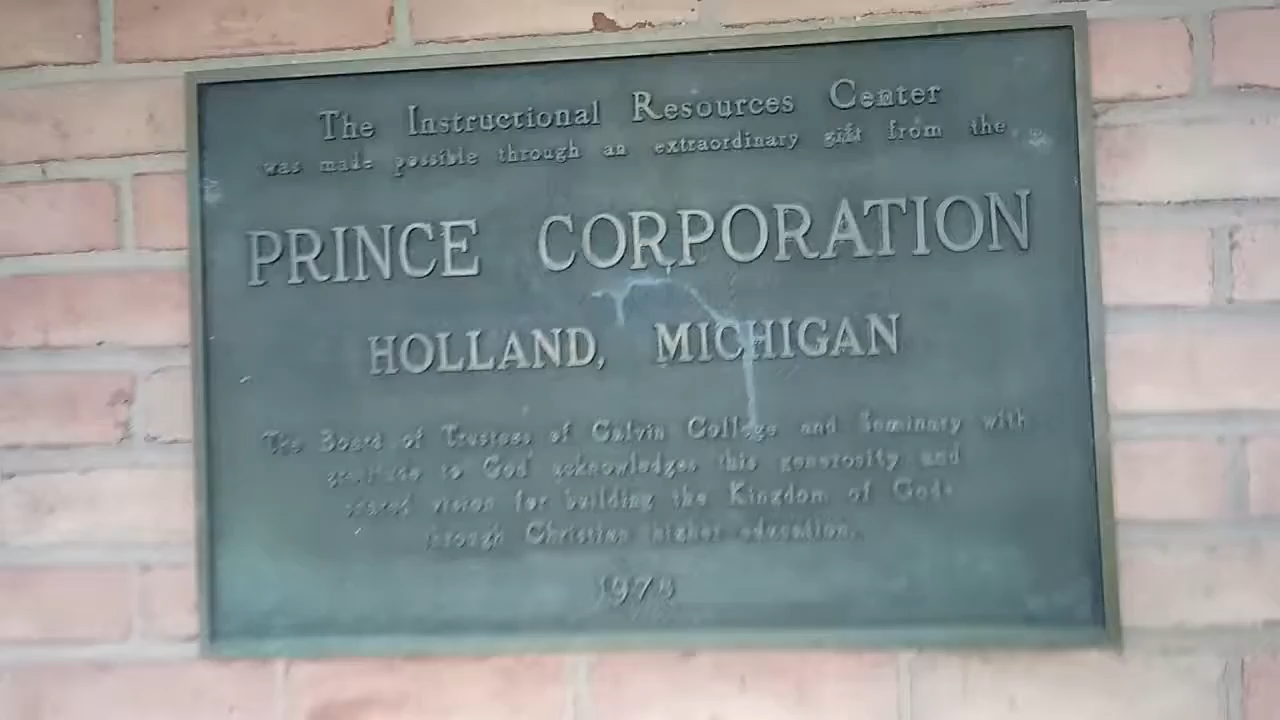 The Instructional Resources Center
was made possible through an extraordinary gift from the
PRINCE CORPORATION
HOLLAND, MICHIGAN
The Board of Trustees of Calvin College and Seminary with
gratitude to God acknowledges this generosity and
shared vision for building the Kingdom of God
through Christian higher education.